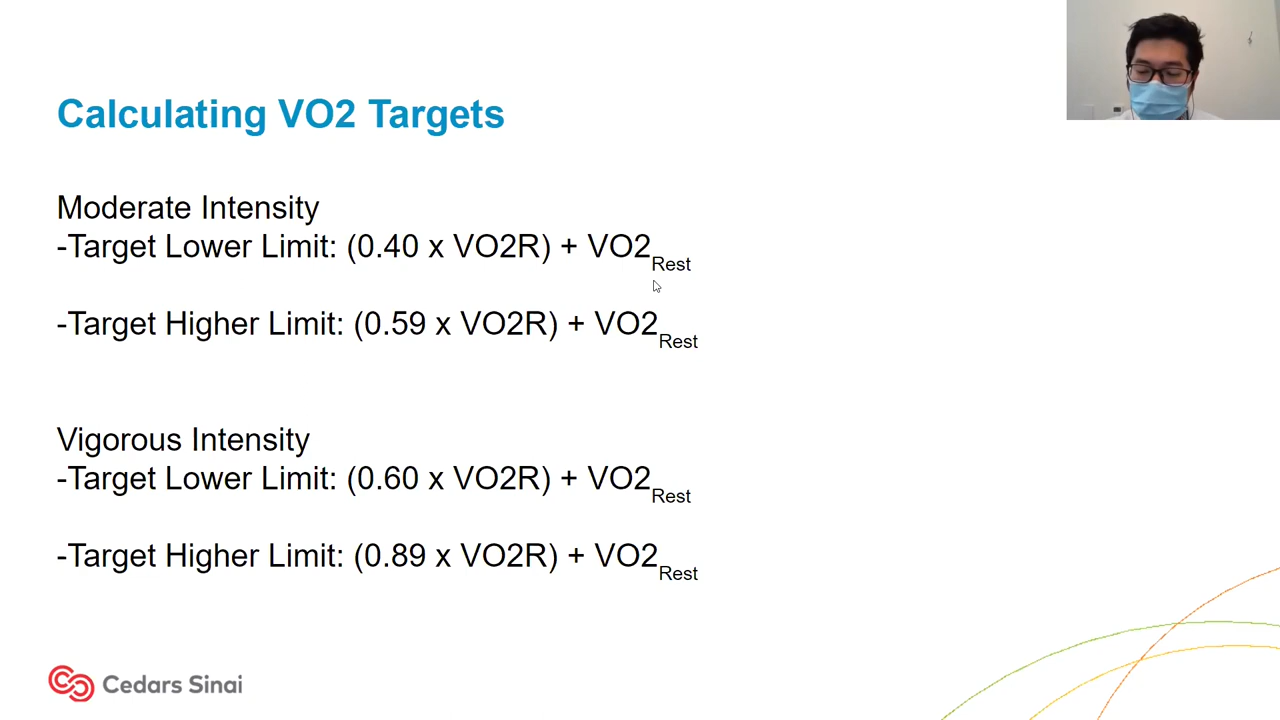 Calculating VO2 Targets
Moderate Intensity
-Target Lower Limit: (0.40 x VO2R) + VO2Rest
-Target Higher Limit: (0.59 x VO2R) + VO2Rest
Vigorous Intensity
-Target Lower Limit: (0.60 x VO2R) + VO2Rest
-Target Higher Limit: (0.89 x VO2R) + VO2Rest
Cedars Sinai